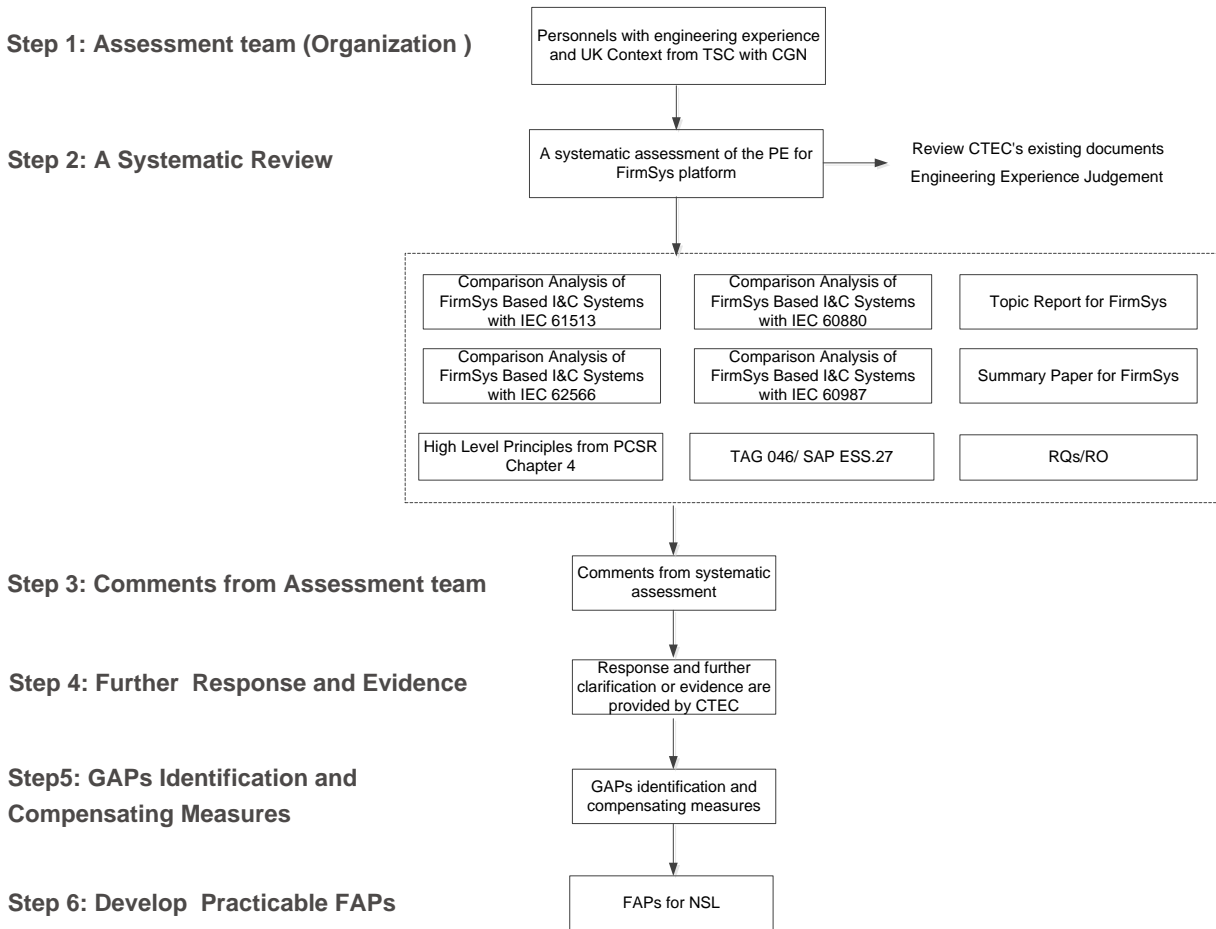 Step 1: Assessment team (Organization )
Personnels with engineering experience
and UK Context from TSC with CGN
Step 2: A Systematic Review
A systematic assessment of the PE for
FirmSys platform
Review CTEC's existing documents
Engineering Experience Judgement
Comparison Analysis of
FirmSys Based I&C Systems
with IEC 61513
Comparison Analysis of
FirmSys Based I&C Systems
with IEC 60880
Topic Report for FirmSys
Comparison Analysis of
FirmSys Based I&C Systems
with IEC 62566
Comparison Analysis of
FirmSys Based I&C Systems
with IEC 60987
Summary Paper for FirmSys
High Level Principles from PCSR
Chapter 4
TAG 046/ SAP ESS.27
RQs/RO
Step 3: Comments from Assessment team
Comments from systematic
assessment
Step 4: Further  Response and Evidence
Response and further
clarification or evidence are
provided by CTEC
Step5: GAPs Identification and
Compensating Measures
GAPs identification and
compensating measures
Step 6: Develop  Practicable FAPs
FAPs for NSL